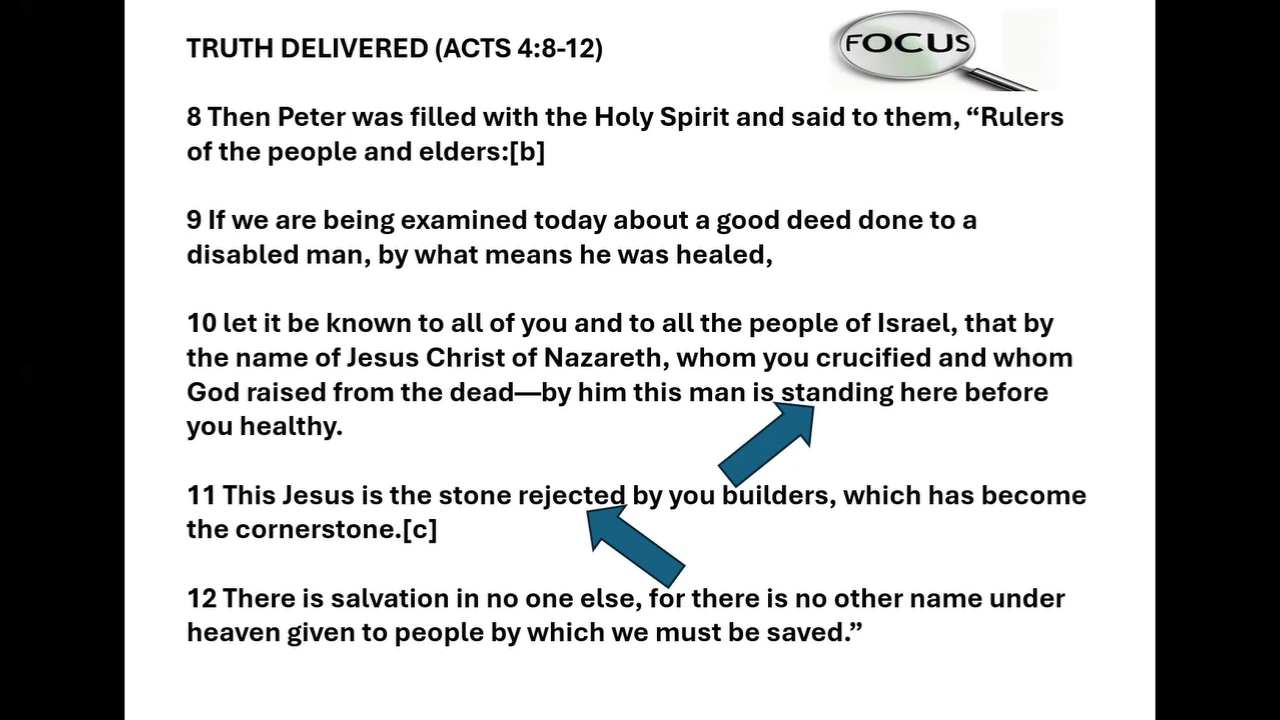 TRUTH DELIVERED (ACTS 4:8-12)
FOCUS
8 Then Peter was filled with the Holy Spirit and said to them, “Rulers
of the people and elders:[b]
9 If we are being examined today about a good deed done to a
disabled man, by what means he was healed,
10 let it be known to all of you and to all the people of Israel, that by
the name of Jesus Christ of Nazareth, whom you crucified and whom
God raised from the dead—by him this man is standing here before
you healthy.
11 This Jesus is the stone rejected by you builders, which has become
the cornerstone.[c]
12 There is salvation in no one else, for there is no other name under
heaven given to people by which we must be saved.”